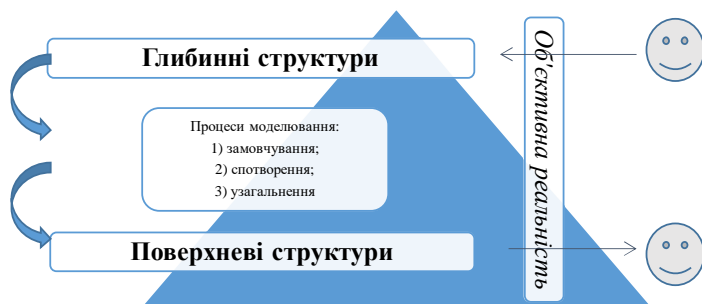 Глибинні структури
Процеси моделювання:
1) замовчування;
2) спотворення;
3) узагальнення
Поверхневі структури
Об'єктивна реальність